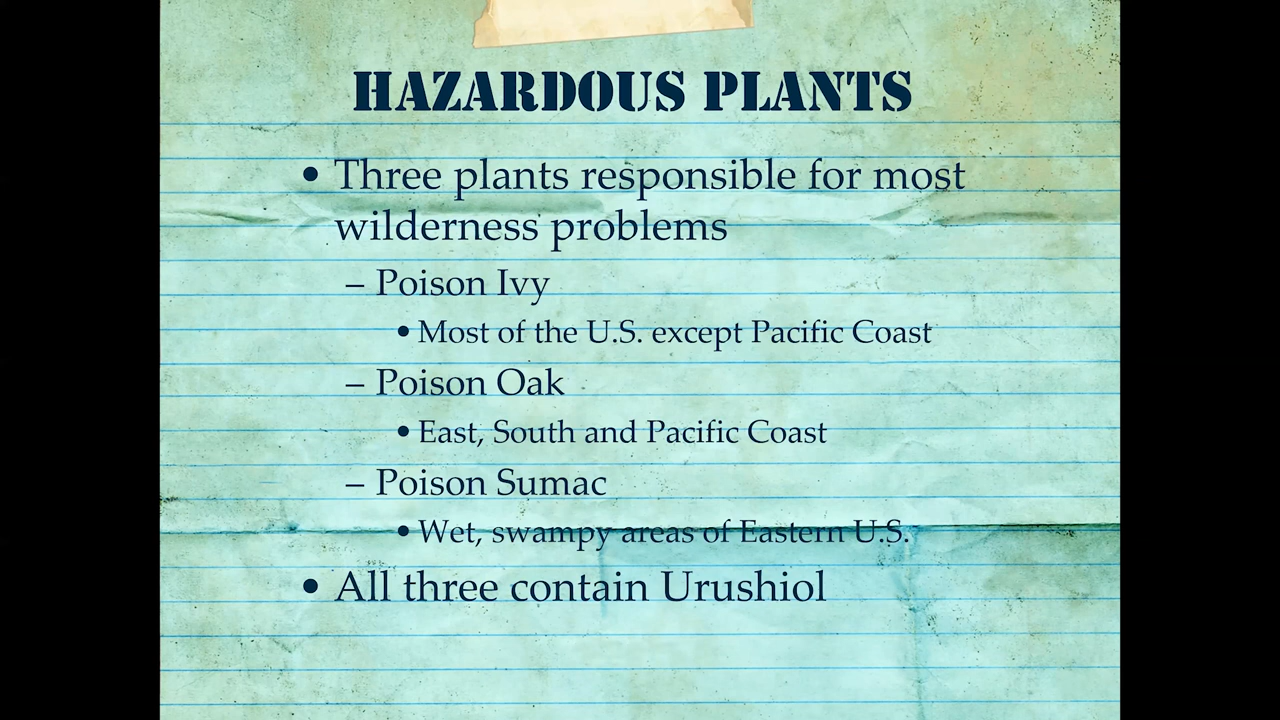 HAZARDOUS PLANTS
• Three plants responsible for most
wilderness problems
– Poison Ivy
• Most of the U.S. except Pacific Coast
– Poison Oak
• East, South and Pacific Coast
– Poison Sumac
• Wet, swampy areas of Eastern U.S.
• All three contain Urushiol